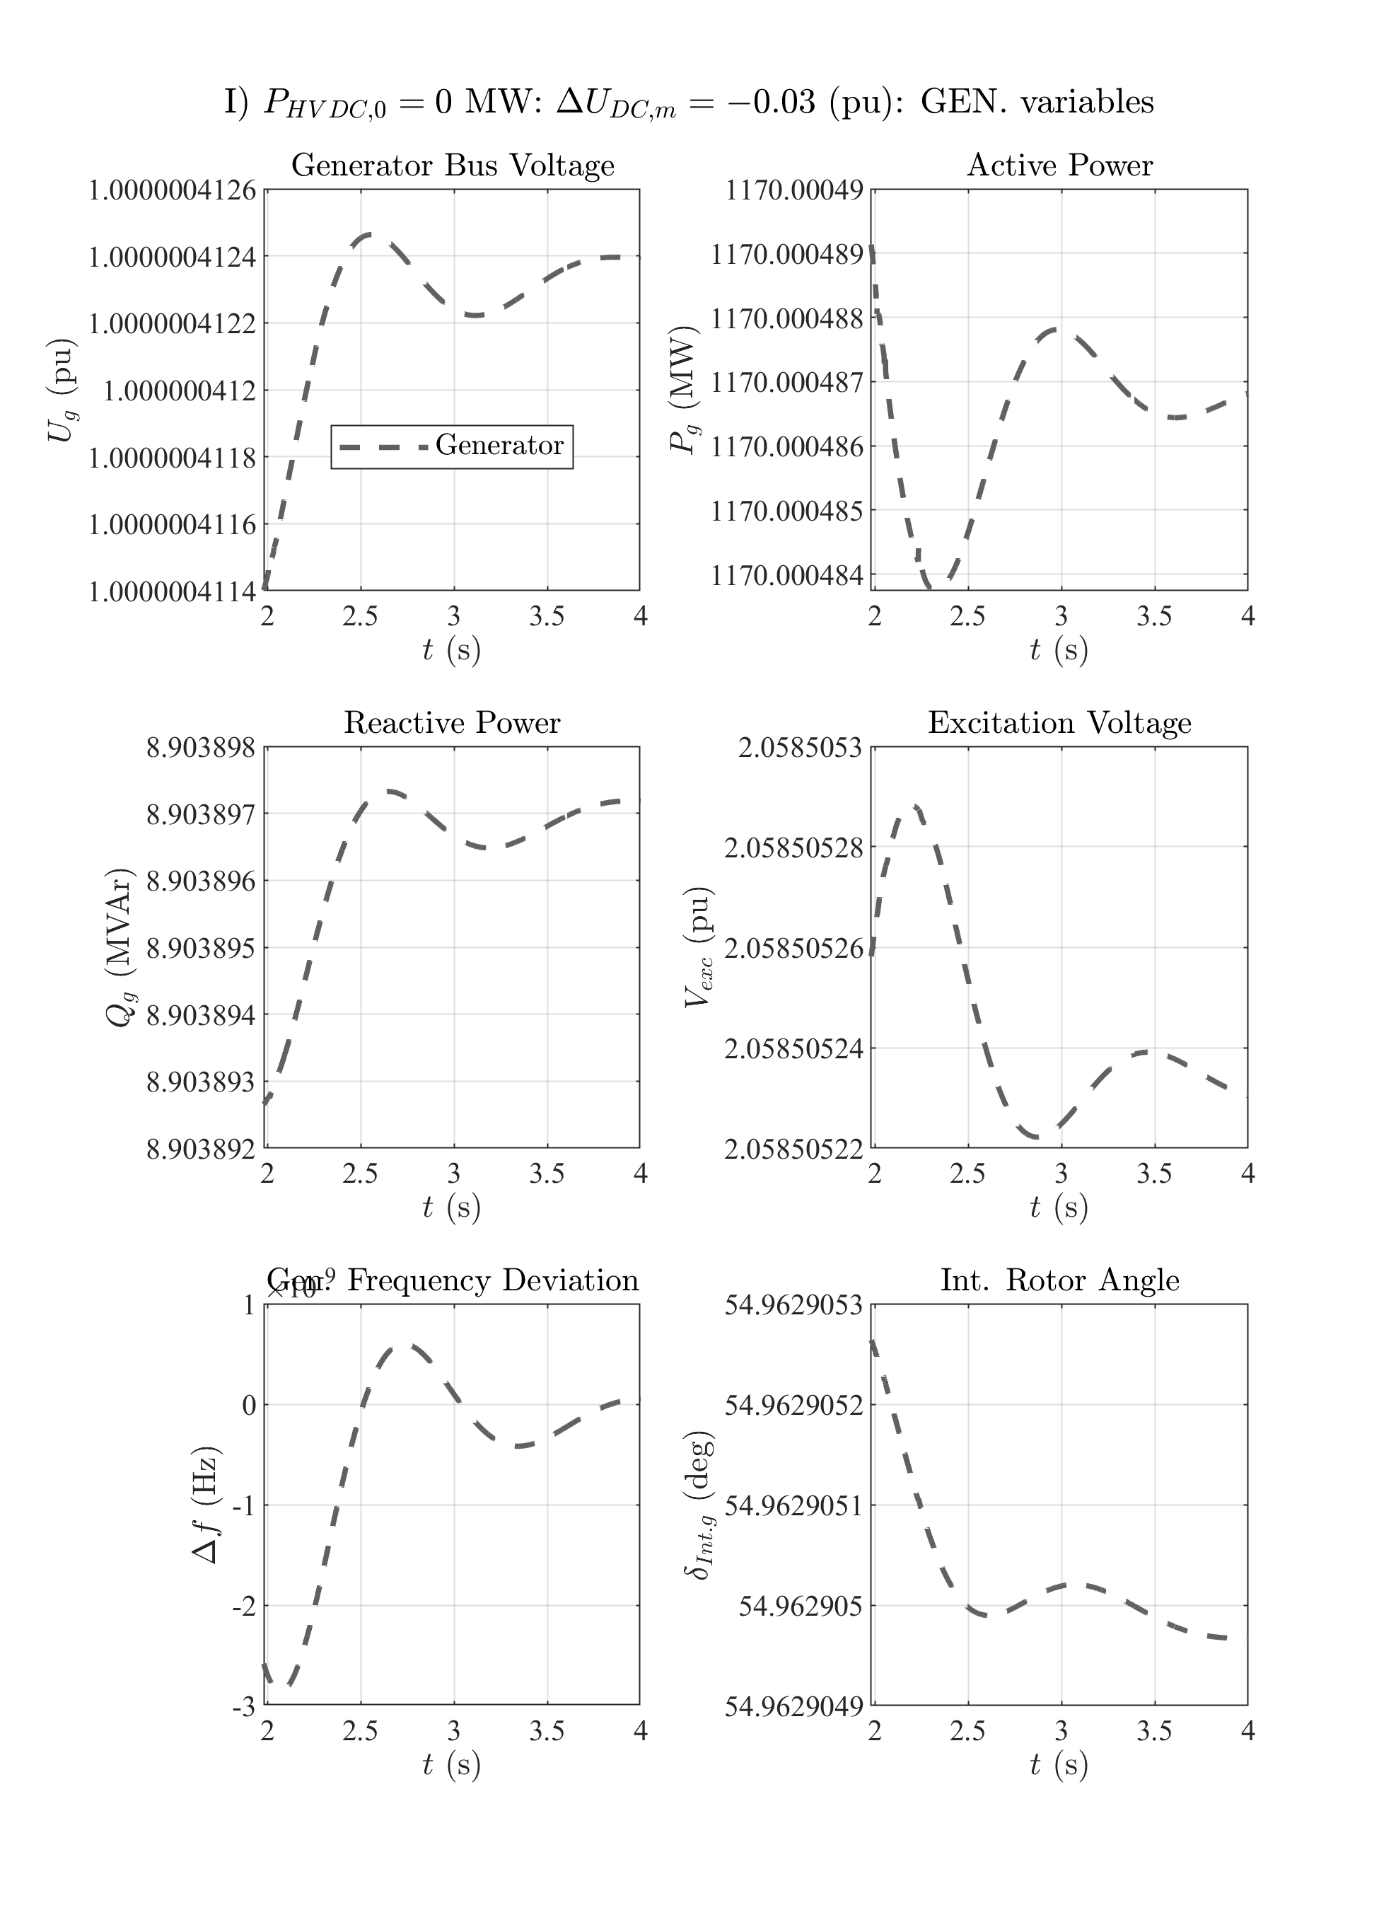 I) P_{HVDC,0} = 0 MW: ΔU_{DC,m} = −0.03 (pu): GEN. variables
Generator Bus Voltage
1.0000004126
1.0000004124
1.0000004122
1.000000412
1.0000004118
1.0000004116
1.0000004114
U_g (pu)
Generator
2 2.5 3 3.5 4
t (s)
Active Power
1170.00049
1170.000489
1170.000488
1170.000487
1170.000486
1170.000485
1170.000484
P_g (MW)
2 2.5 3 3.5 4
t (s)
Reactive Power
8.903898
8.903897
8.903896
8.903895
8.903894
8.903893
8.903892
Q_g (MVAr)
2 2.5 3 3.5 4
t (s)
Excitation Voltage
2.0585053
2.05850528
2.05850526
2.05850524
2.05850522
V_{exc} (pu)
2 2.5 3 3.5 4
t (s)
Gen. Frequency Deviation
1
0
-1
-2
-3
Δf (Hz)
2 2.5 3 3.5 4
t (s)
Int. Rotor Angle
54.9629053
54.9629052
54.9629051
54.962905
54.9629049
δ_{Int.g} (deg)
2 2.5 3 3.5 4
t (s)